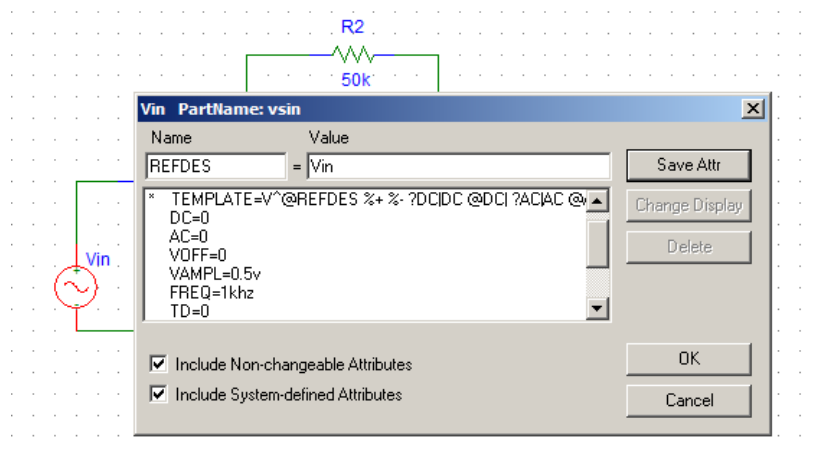 R2
50k
Vin PartName: vsin
Name Value
REFDES = Vin
Save Attr
* TEMPLATE=V^@REFDES %+ %- ?DC|DC @DC| ?AC|AC
DC=0
AC=0
VOFF=0
VAMPL=0.5v
FREQ=1khz
TD=0
Change Display
Delete
Vin
Include Non-changeable Attributes
Include System-defined Attributes
OK
Cancel